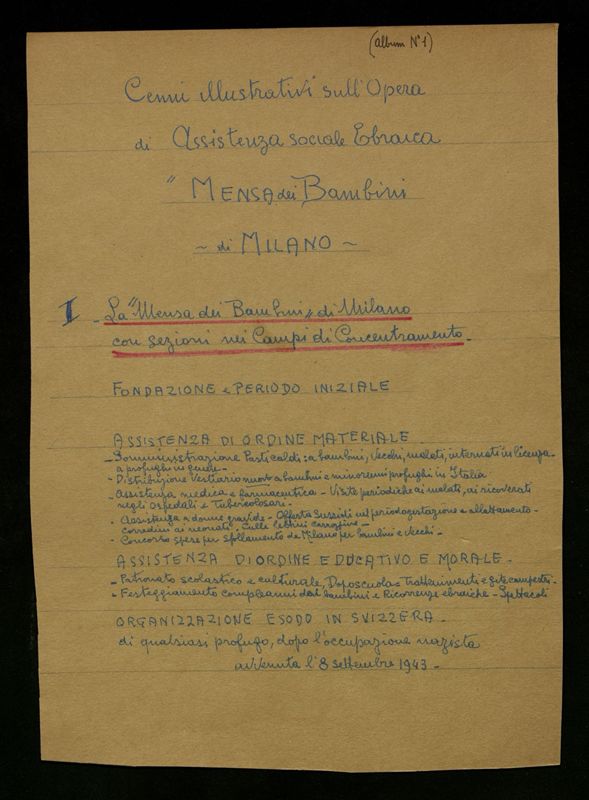 (album N° 1)
Cenni illustrativi sull'Opera
di Assistenza sociale Ebraica
" MENSA dei Bambini
~ di MILANO ~
I - La "Mensa dei Bambini" di Milano
con sezioni nei Campi di Concentramento -
FONDAZIONE e PERIODO INIZIALE
ASSISTENZA DI ORDINE MATERIALE
- Somministrazione Pasti caldi: a bambini, vecchi, malati, internati in licenza -
a profughi in genere -
- Distribuzione Vestiario nuovo a bambini e minorenni profughi in Italia
- Assistenza medica e farmaceutica - Visite periodiche ai malati, ai ricoverati
negli ospedali e tubercolosari -
- Assistenza a donne gravide - Offerta Sussidi nel periodo gestazione e allattamento -
Corredini ai neonati - Culle lettini carrozzine -
- Concorso spese per sfollamento da Milano per bambini e vecchi -
ASSISTENZA DI ORDINE EDUCATIVO E MORALE -
- Patronato scolastico e culturale, Doposcuola - Trattenimenti e gite campestri -
- Festeggiamento compleanni dei bambini e Ricorrenze ebraiche - Spettacoli
ORGANIZZAZIONE ESODO IN SVIZZERA
di qualsiasi profugo, dopo l'occupazione nazista
avvenuta l'8 settembre 1943 -